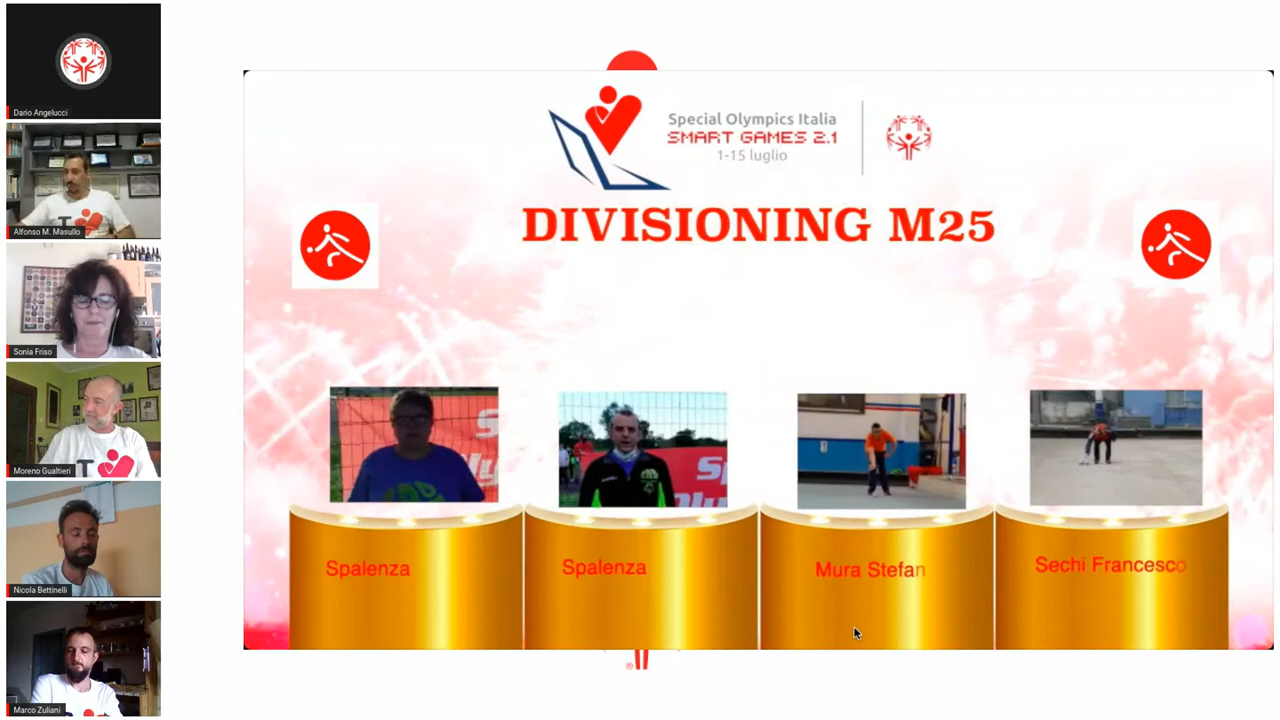 Dario Angelucci
Alfonso M. Masullo
Sonia Friso
Moreno Gualtieri
Nicola Bettinelli
Marco Zuliani
Special Olympics Italia
SMART GAMES 2.1
1-15 luglio
DIVISIONING M25
Spalenza
Spalenza
Mura Stefan
Sechi Francesco